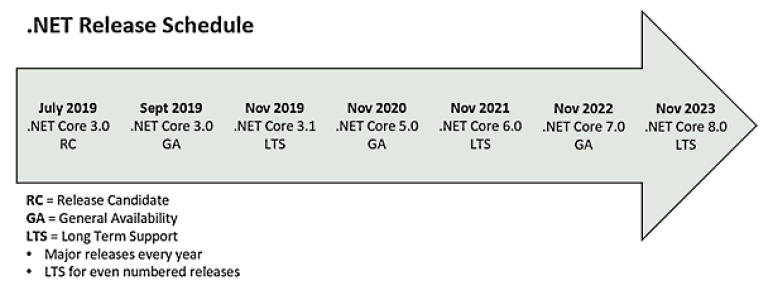 .NET Release Schedule
July 2019 Sept 2019 Nov 2019 Nov 2020 Nov 2021 Nov 2022 Nov 2023
.NET Core 3.0 .NET Core 3.0 .NET Core 3.1 .NET Core 5.0 .NET Core 6.0 .NET Core 7.0 .NET Core 8.0
RC GA LTS GA LTS GA LTS
RC = Release Candidate
GA = General Availability
LTS = Long Term Support
• Major releases every year
• LTS for even numbered releases